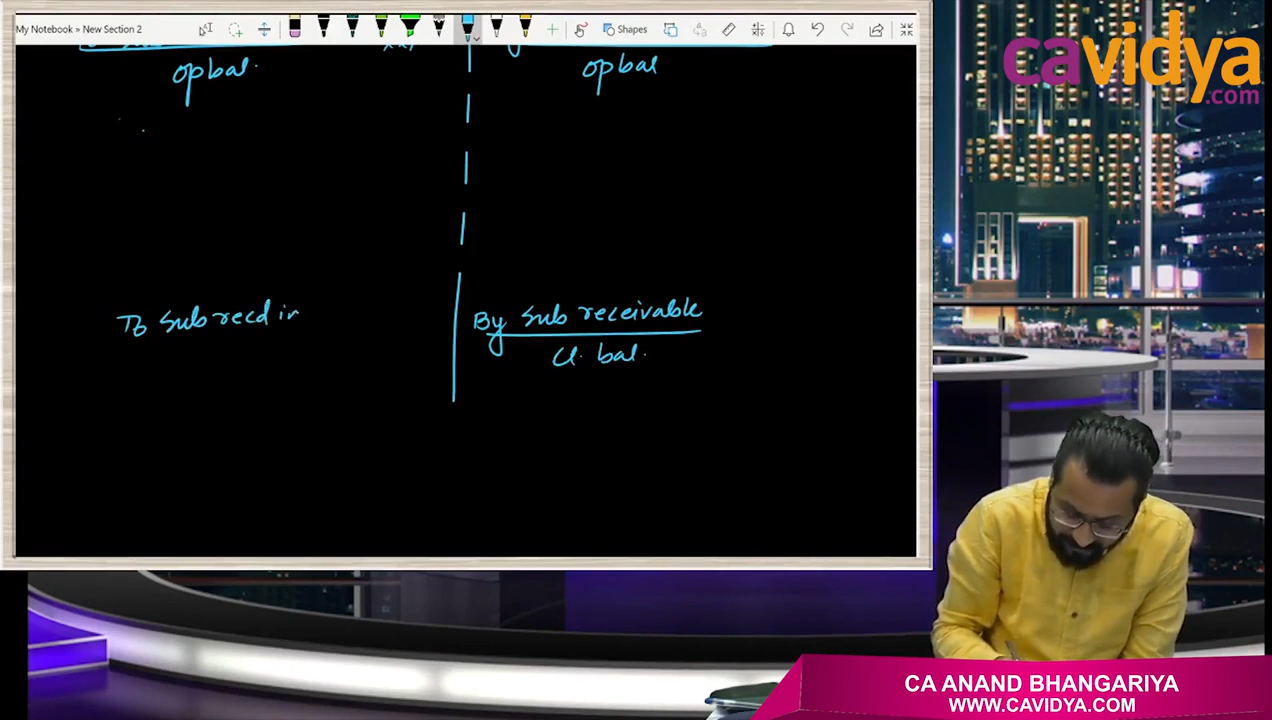 My Notebook » New Section 2
Shapes
cavidya
.com
op bal.
op bal
To Sub recd in
By Sub receivable
Cl. bal.
CA ANAND BHANGARIYA
WWW.CAVIDYA.COM